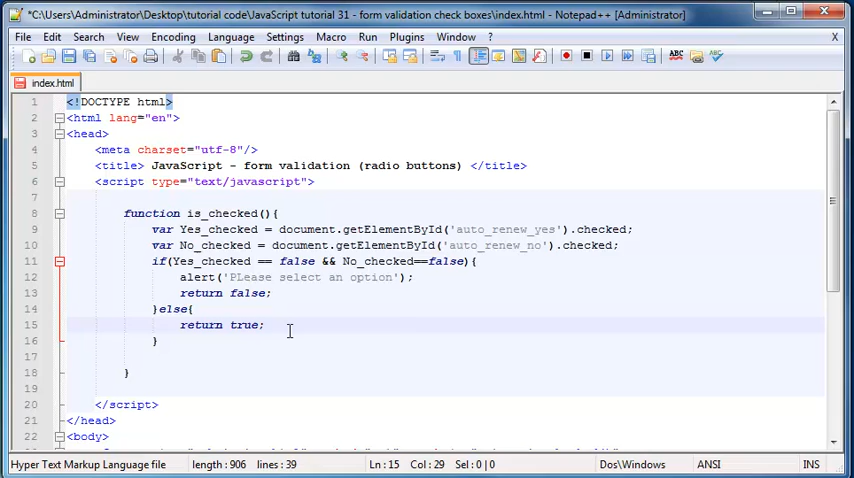 *C:\Users\Administrator\Desktop\tutorial code\JavaScript tutorial 31 - form validation check boxes\index.html - Notepad++ [Administrator]
File Edit Search View Encoding Language Settings Macro Run Plugins Window ? X
index.html
1 <!DOCTYPE html>
2 <html lang="en">
3 <head>
4 <meta charset="utf-8"/>
5 <title> JavaScript - form validation (radio buttons) </title>
6 <script type="text/javascript">
7
8 function is_checked(){
9 var Yes_checked = document.getElementById('auto_renew_yes').checked;
10 var No_checked = document.getElementById('auto_renew_no').checked;
11 if(Yes_checked == false && No_checked==false){
12 alert('PLease select an option');
13 return false;
14 }else{
15 return true;
16 }
17
18 }
19
20 </script>
21 </head>
22 <body>
Hyper Text Markup Language file length : 906 lines : 39 Ln : 15 Col : 29 Sel : 0 | 0 Dos\Windows ANSI INS